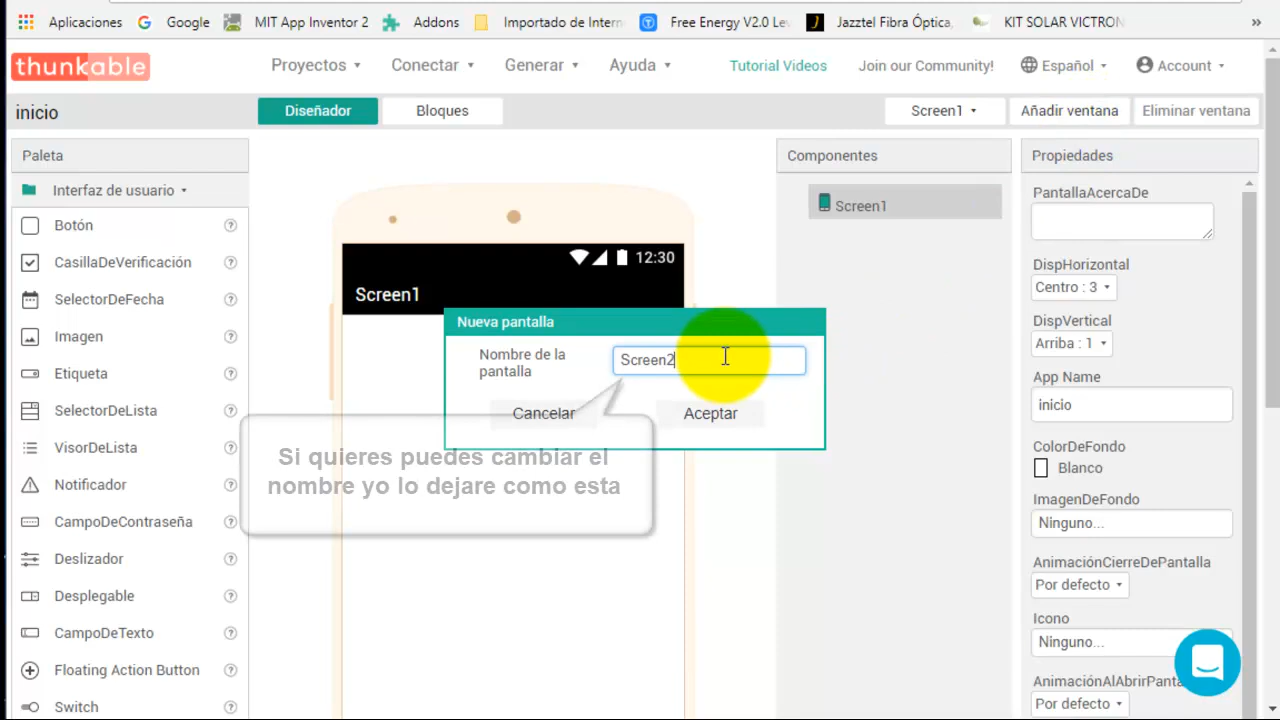 Aplicaciones Google MIT App Inventor 2 Addons Importado de Intern Free Energy V2.0 Lev Jazztel Fibra Óptica, KIT SOLAR VICTRON »
thunkable Proyectos Conectar Generar Ayuda Tutorial Videos Join our Community! Español Account
inicio Diseñador Bloques Screen1 Añadir ventana Eliminar ventana
Paleta
Interfaz de usuario
Botón
CasillaDeVerificación
SelectorDeFecha
Imagen
Etiqueta
SelectorDeLista
VisorDeLista
Notificador
CampoDeContraseña
Deslizador
Desplegable
CampoDeTexto
Floating Action Button
Switch
12:30
Screen1
Nueva pantalla
Nombre de la
pantalla
Screen2
Cancelar Aceptar
Si quieres puedes cambiar el
nombre yo lo dejare como esta
Componentes
Screen1
Propiedades
PantallaAcercaDe
DispHorizontal
Centro : 3
DispVertical
Arriba : 1
App Name
inicio
ColorDeFondo
Blanco
ImagenDeFondo
Ninguno...
AnimaciónCierreDePantalla
Por defecto
Icono
Ninguno...
AnimaciónAlAbrirPanta
Por defecto